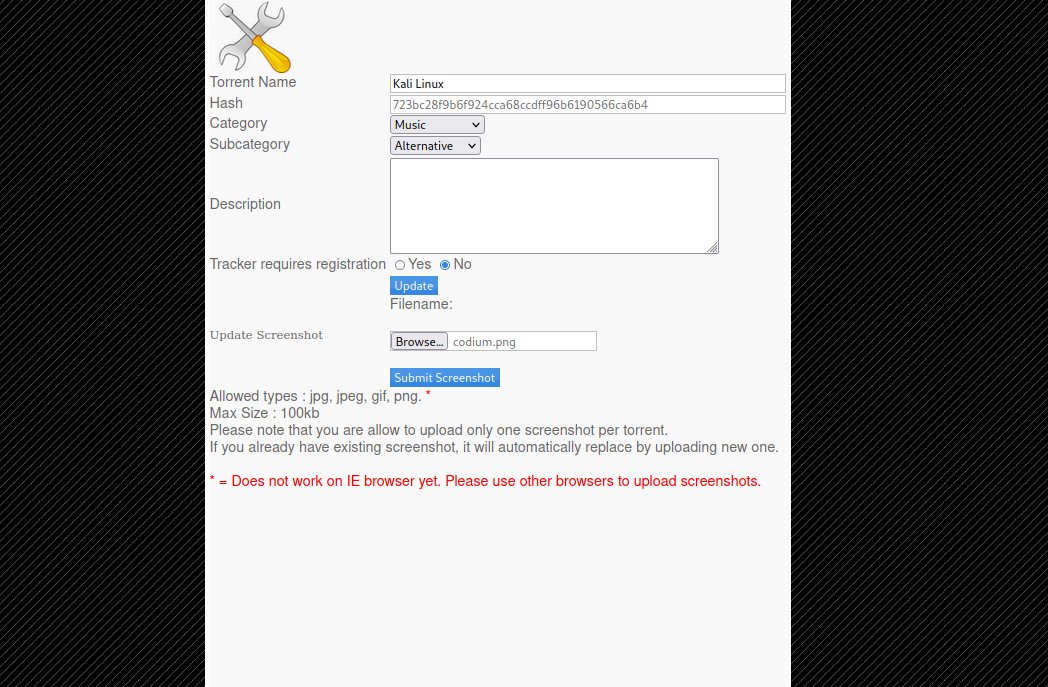 Torrent Name Kali Linux
Hash 723bc28f9b6f924cca68ccdff96b6190566ca6b4
Category Music
Subcategory Alternative
Description
Tracker requires registration Yes No
Update
Filename:
Update Screenshot Browse... codium.png
Submit Screenshot
Allowed types : jpg, jpeg, gif, png. *
Max Size : 100kb
Please note that you are allow to upload only one screenshot per torrent.
If you already have existing screenshot, it will automatically replace by uploading new one.
* = Does not work on IE browser yet. Please use other browsers to upload screenshots.